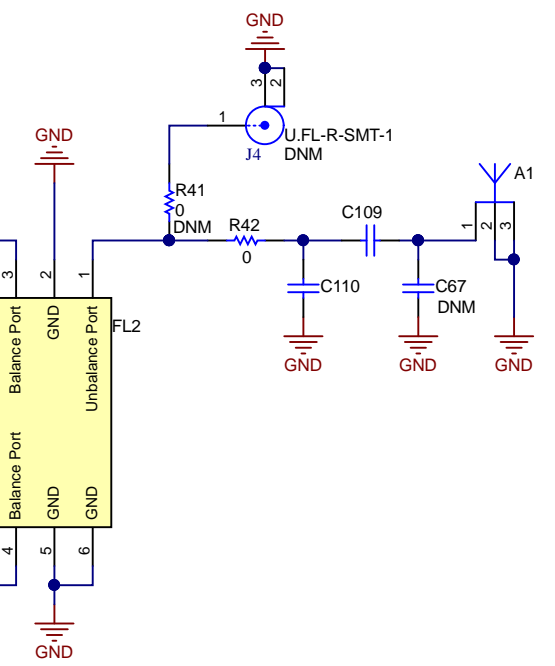 GND
3
2
1
U.FL-R-SMT-1
J4
DNM
GND
R41
0
DNM
R42
0
C109
A1
1
2
3
C110
C67
DNM
GND
GND
GND
3
2
1
Balance Port
GND
Unbalance Port
FL2
Balance Port
GND
GND
4
5
6
GND